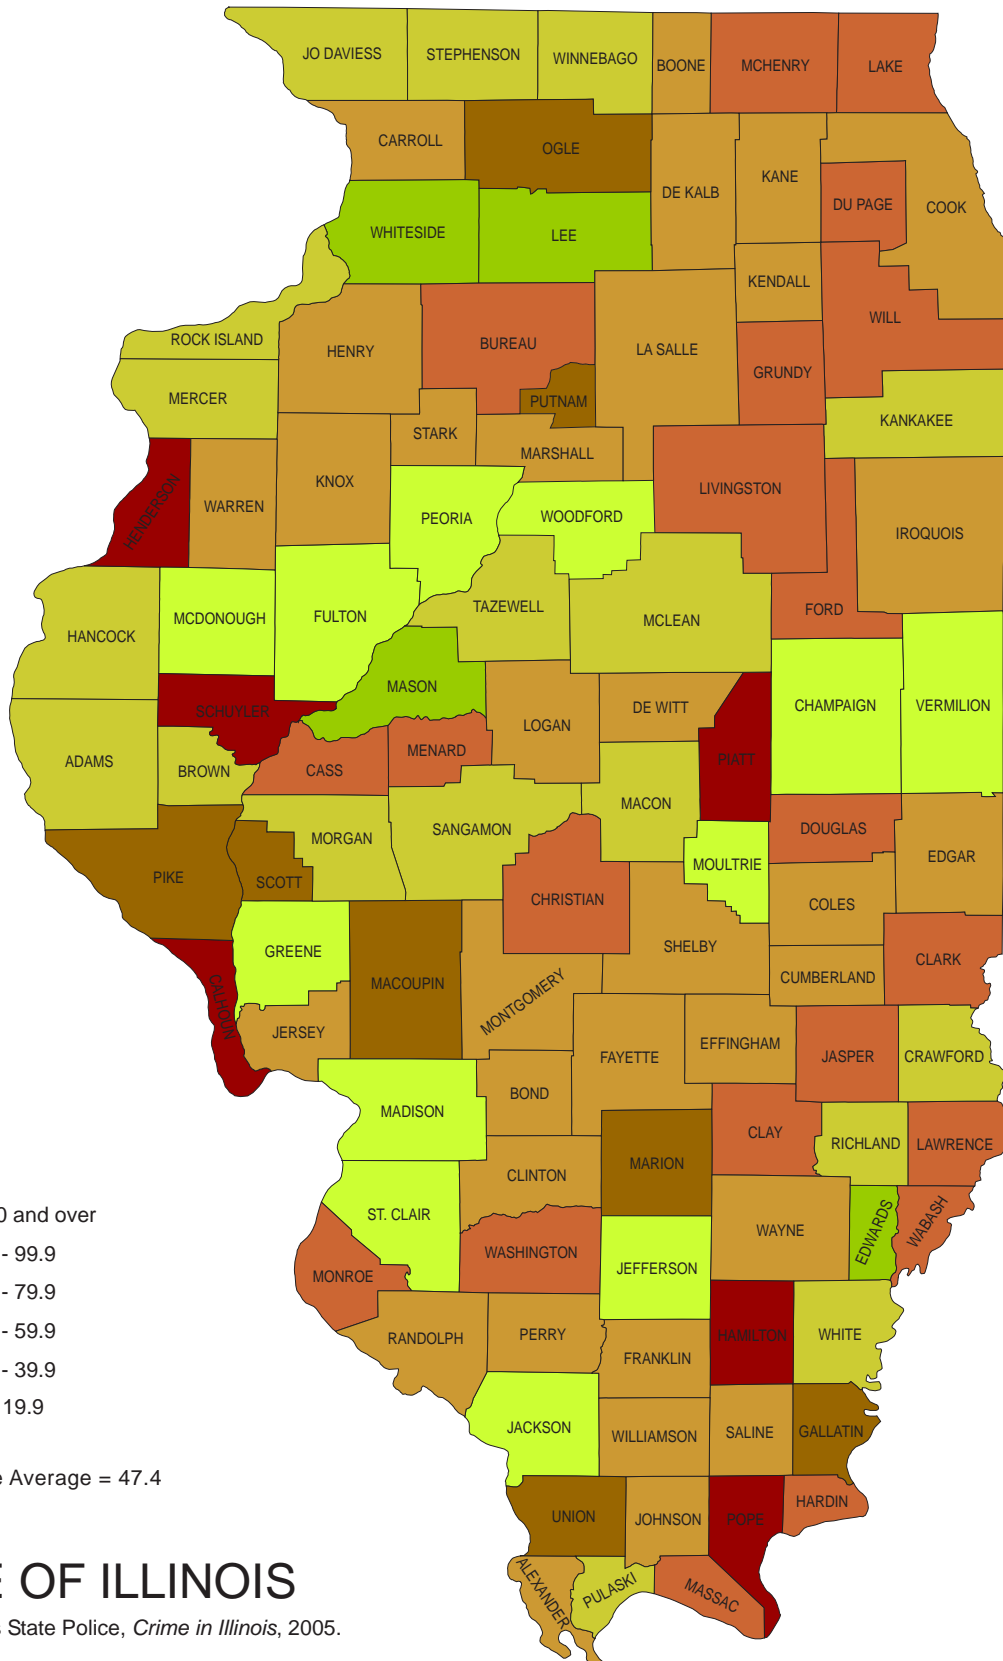 JO DAVIESS
STEPHENSON
WINNEBAGO
BOONE
MCHENRY
LAKE
CARROLL
OGLE
DE KALB
KANE
DU PAGE
COOK
WHITESIDE
LEE
KENDALL
WILL
ROCK ISLAND
HENRY
BUREAU
LA SALLE
GRUNDY
MERCER
PUTNAM
KANKAKEE
STARK
MARSHALL
HENDERSON
WARREN
KNOX
PEORIA
WOODFORD
LIVINGSTON
IROQUOIS
HANCOCK
MCDONOUGH
FULTON
TAZEWELL
MCLEAN
FORD
MASON
SCHUYLER
LOGAN
DE WITT
CHAMPAIGN
VERMILION
ADAMS
BROWN
CASS
MENARD
PIATT
MACON
MORGAN
SANGAMON
DOUGLAS
EDGAR
PIKE
SCOTT
MOULTRIE
CHRISTIAN
COLES
GREENE
SHELBY
CLARK
MACOUPIN
CUMBERLAND
CALHOUN
MONTGOMERY
JERSEY
FAYETTE
EFFINGHAM
JASPER
CRAWFORD
BOND
MADISON
CLAY
RICHLAND
LAWRENCE
MARION
CLINTON
ST. CLAIR
WAYNE
EDWARDS
WABASH
0 and over
- 99.9
- 79.9
- 59.9
- 39.9
19.9
WASHINGTON
JEFFERSON
MONROE
RANDOLPH
PERRY
HAMILTON
WHITE
FRANKLIN
JACKSON
WILLIAMSON
SALINE
GALLATIN
e Average = 47.4
UNION
JOHNSON
POPE
HARDIN
ALEXANDER
PULASKI
MASSAC
E OF ILLINOIS
s State Police, Crime in Illinois, 2005.